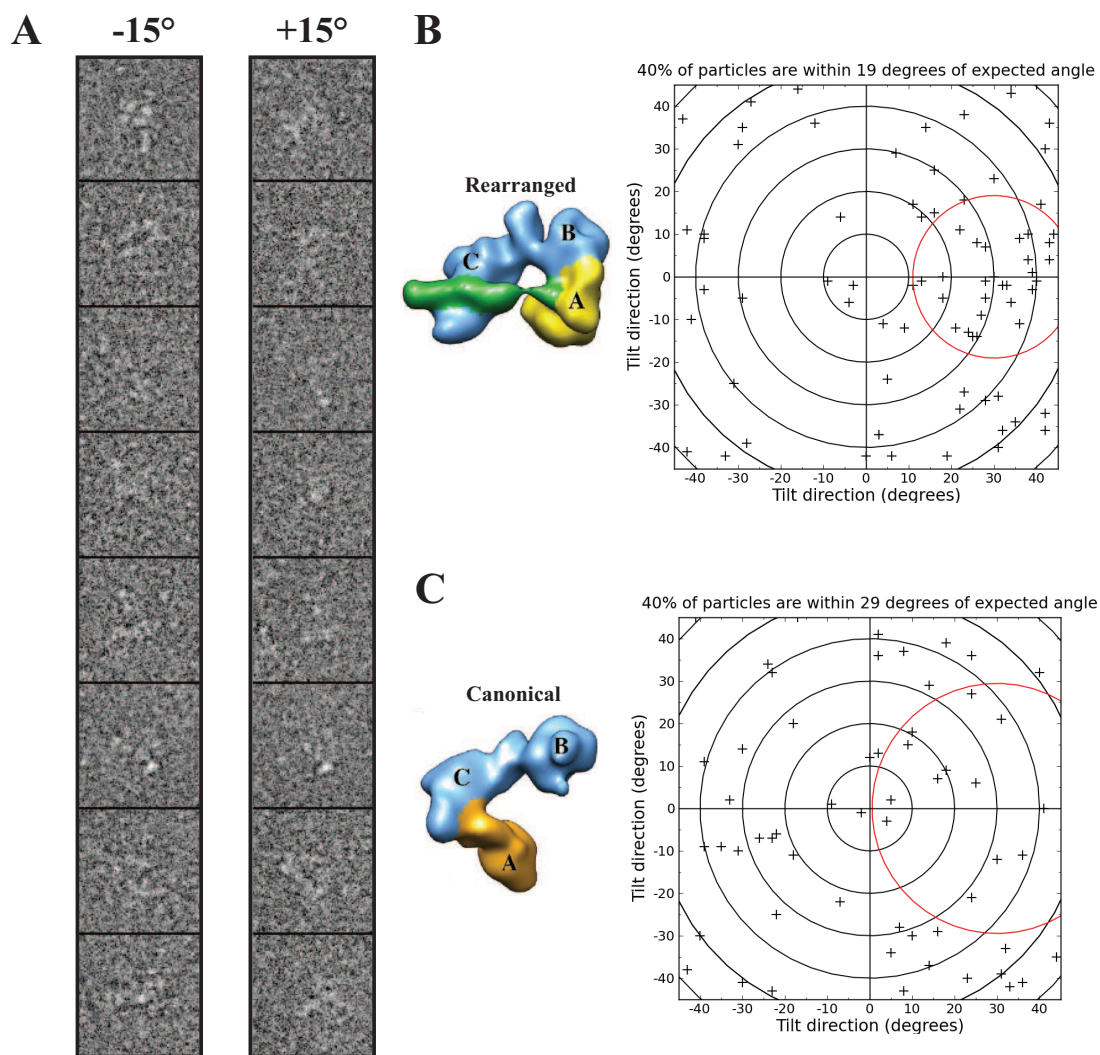 A
-15°
+15°
B
40% of particles are within 19 degrees of expected angle
Rearranged
B
C
A
Tilt direction (degrees)
40
30
20
10
0
-10
-20
-30
-40
-40 -30 -20 -10 0 10 20 30 40
Tilt direction (degrees)
C
40% of particles are within 29 degrees of expected angle
Canonical
B
C
A
Tilt direction (degrees)
40
30
20
10
0
-10
-20
-30
-40
-40 -30 -20 -10 0 10 20 30 40
Tilt direction (degrees)